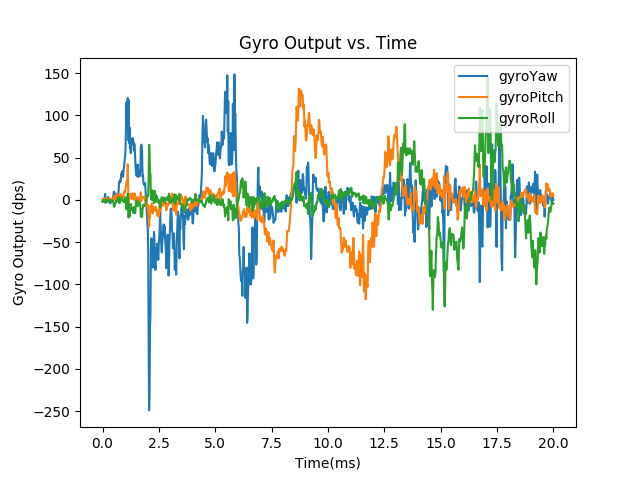 Gyro Output vs. Time
gyroYaw
gyroPitch
gyroRoll
150
100
50
0
−50
−100
−150
−200
−250
Gyro Output (dps)
0.0 2.5 5.0 7.5 10.0 12.5 15.0 17.5 20.0
Time(ms)